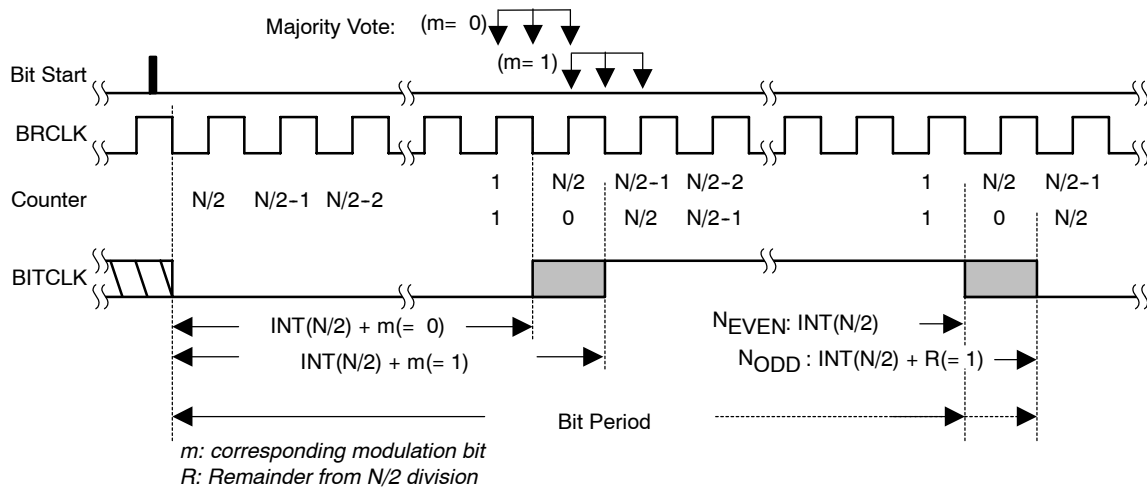 Majority Vote: (m= 0)
(m= 1)
Bit Start
BRCLK
Counter
N/2 N/2--1 N/2--2 1 N/2 N/2--1 N/2--2 1 N/2 N/2--1
1 0 N/2 N/2--1 1 0 N/2
BITCLK
INT(N/2) + m(= 0) NEVEN: INT(N/2)
INT(N/2) + m(= 1) NODD : INT(N/2) + R(= 1)
Bit Period
m: corresponding modulation bit
R: Remainder from N/2 division